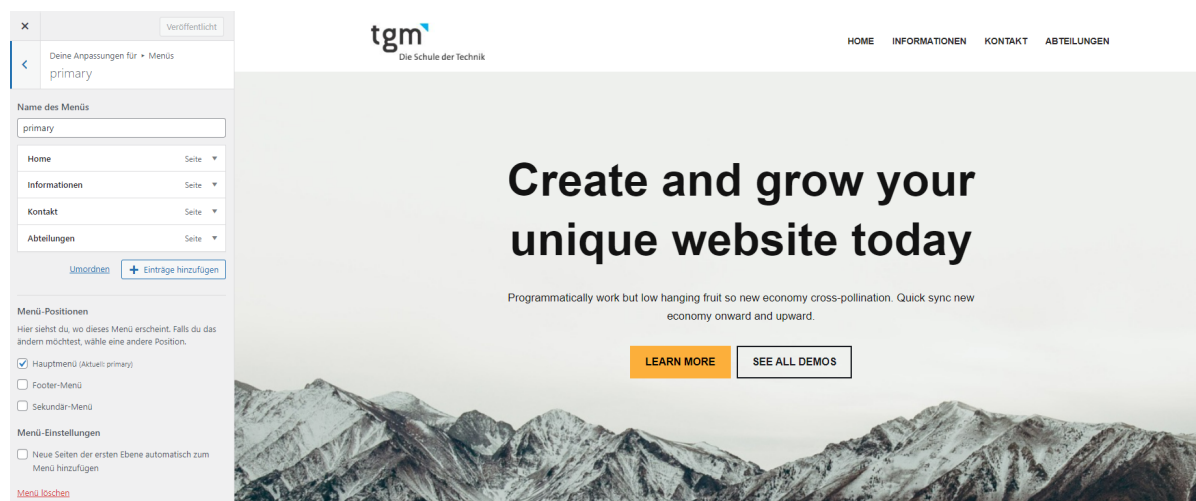 Veröffentlicht
Deine Anpassungen für ▸ Menüs
primary
Name des Menüs
primary
Home Seite
Informationen Seite
Kontakt Seite
Abteilungen Seite
Umordnen
Einträge hinzufügen
Menü-Positionen
Hier siehst du, wo dieses Menü erscheint. Falls du das
ändern möchtest, wähle eine andere Position.
Hauptmenü (Aktuell: primary)
Footer-Menü
Sekundär-Menü
Menü-Einstellungen
Neue Seiten der ersten Ebene automatisch zum
Menü hinzufügen
Menü löschen
tgm
Die Schule der Technik
HOME INFORMATIONEN KONTAKT ABTEILUNGEN
Create and grow your
unique website today
Programmatically work but low hanging fruit so new economy cross-pollination. Quick sync new
economy onward and upward.
LEARN MORE
SEE ALL DEMOS